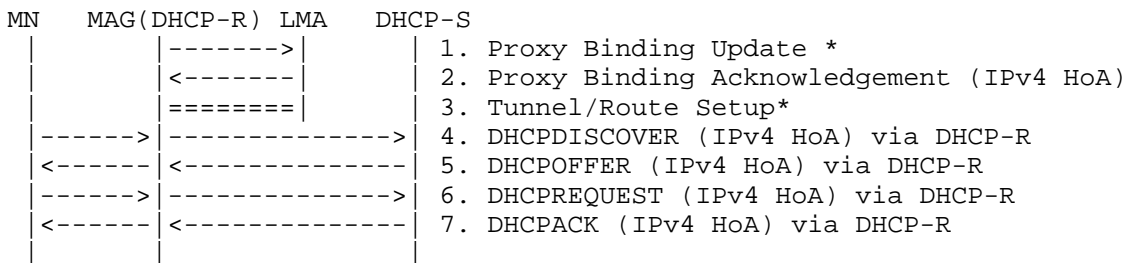 MN MAG(DHCP-R) LMA DHCP-S
| |------->| | 1. Proxy Binding Update *
| |<-------| | 2. Proxy Binding Acknowledgement (IPv4 HoA)
| |========| | 3. Tunnel/Route Setup*
|------>|-------------->| 4. DHCPDISCOVER (IPv4 HoA) via DHCP-R
|<------|<--------------| 5. DHCPOFFER (IPv4 HoA) via DHCP-R
|------>|-------------->| 6. DHCPREQUEST (IPv4 HoA) via DHCP-R
|<------|<--------------| 7. DHCPACK (IPv4 HoA) via DHCP-R
| | |